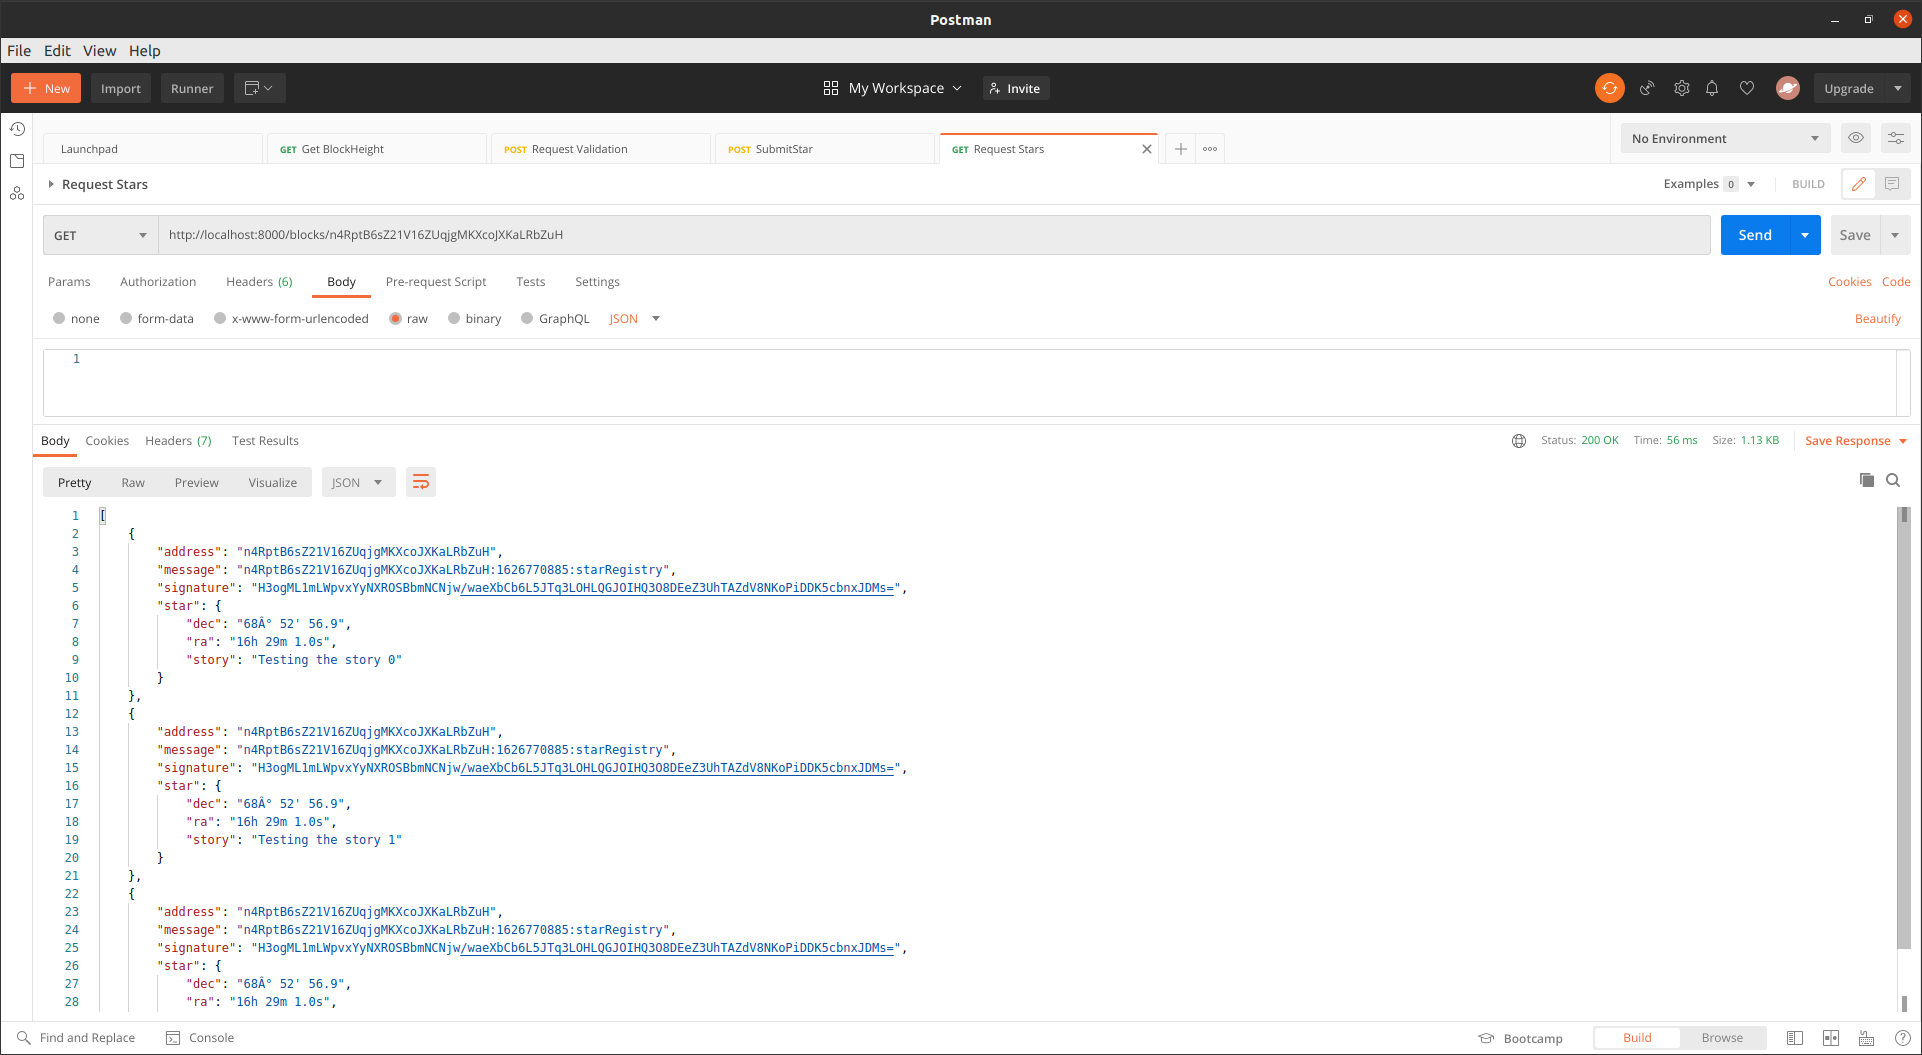 Postman
File Edit View Help
New Import Runner My Workspace Invite Upgrade
Launchpad GET Get BlockHeight POST Request Validation POST SubmitStar GET Request Stars No Environment
Request Stars Examples 0 BUILD
GET http://localhost:8000/blocks/n4RptB6sZ21V16ZUqjgMKXcoJXKaLRbZuH Send Save
Params Authorization Headers (6) Body Pre-request Script Tests Settings Cookies Code
none form-data x-www-form-urlencoded raw binary GraphQL JSON Beautify
1
Body Cookies Headers (7) Test Results Status: 200 OK Time: 56 ms Size: 1.13 KB Save Response
Pretty Raw Preview Visualize JSON
1 [
2 {
3 "address": "n4RptB6sZ21V16ZUqjgMKXcoJXKaLRbZuH",
4 "message": "n4RptB6sZ21V16ZUqjgMKXcoJXKaLRbZuH:1626770885:starRegistry",
5 "signature": "H3ogML1mLWpvxYyNXROSBbmNCNjw/waeXbCb6L5JTq3LOHLQGJOIHQ3O8DEeZ3UhTAZdV8NKoPiDDK5cbnxJDMs=",
6 "star": {
7 "dec": "68Â° 52' 56.9",
8 "ra": "16h 29m 1.0s",
9 "story": "Testing the story 0"
10 }
11 },
12 {
13 "address": "n4RptB6sZ21V16ZUqjgMKXcoJXKaLRbZuH",
14 "message": "n4RptB6sZ21V16ZUqjgMKXcoJXKaLRbZuH:1626770885:starRegistry",
15 "signature": "H3ogML1mLWpvxYyNXROSBbmNCNjw/waeXbCb6L5JTq3LOHLQGJOIHQ3O8DEeZ3UhTAZdV8NKoPiDDK5cbnxJDMs=",
16 "star": {
17 "dec": "68Â° 52' 56.9",
18 "ra": "16h 29m 1.0s",
19 "story": "Testing the story 1"
20 }
21 },
22 {
23 "address": "n4RptB6sZ21V16ZUqjgMKXcoJXKaLRbZuH",
24 "message": "n4RptB6sZ21V16ZUqjgMKXcoJXKaLRbZuH:1626770885:starRegistry",
25 "signature": "H3ogML1mLWpvxYyNXROSBbmNCNjw/waeXbCb6L5JTq3LOHLQGJOIHQ3O8DEeZ3UhTAZdV8NKoPiDDK5cbnxJDMs=",
26 "star": {
27 "dec": "68Â° 52' 56.9",
28 "ra": "16h 29m 1.0s",
Find and Replace Console Bootcamp Build Browse